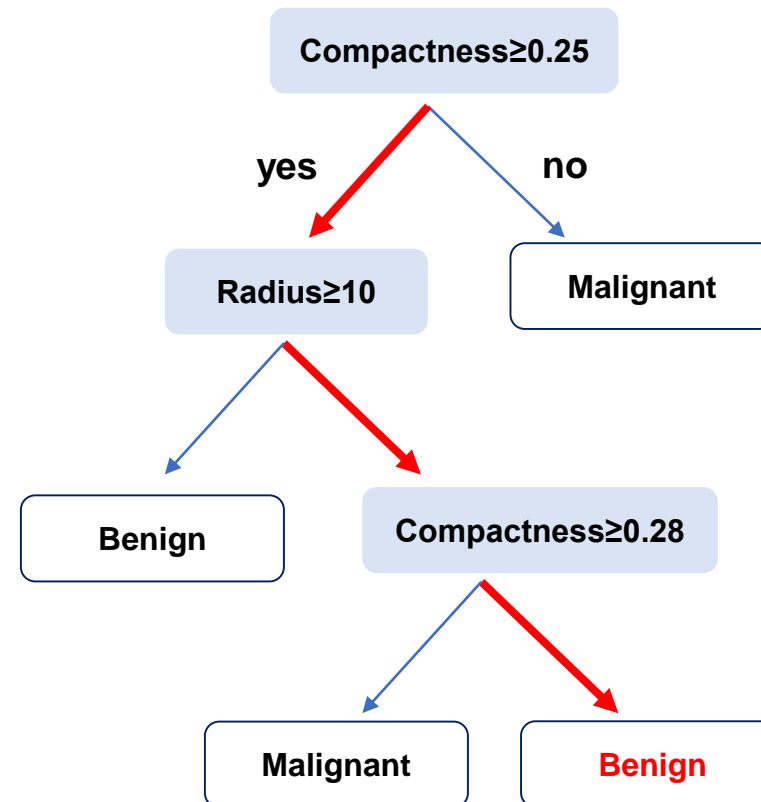 Compactness≥0.25
yes
no
Radius≥10
Malignant
Benign
Compactness≥0.28
Malignant
Benign